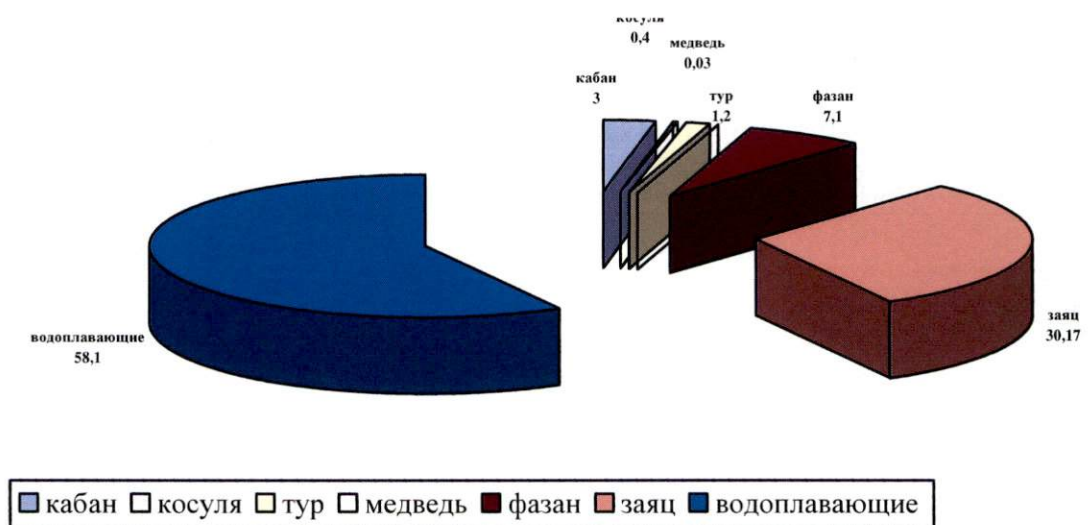 косуля
0,4
медведь
0,03
кабан
3
тур
1,2
фазан
7,1
заяц
30,17
водоплавающие
58,1
кабан косуля тур медведь фазан заяц водоплавающие